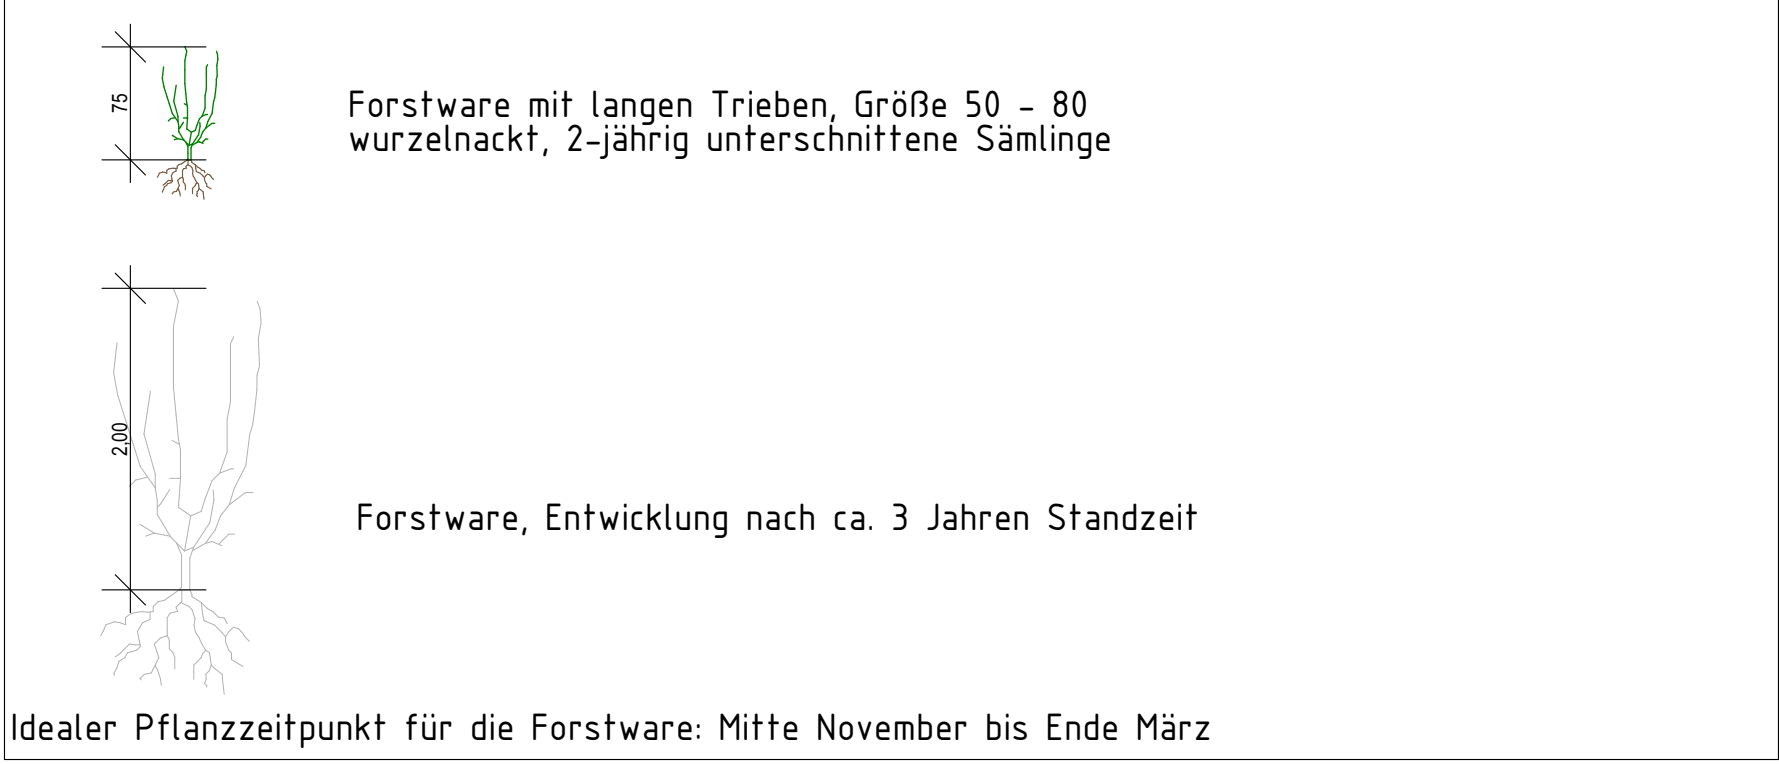 75
Forstware mit langen Trieben, Größe 50 - 80
wurzelnackt, 2-jährig unterschnittene Sämlinge
2,00
Forstware, Entwicklung nach ca. 3 Jahren Standzeit
Idealer Pflanzzeitpunkt für die Forstware: Mitte November bis Ende März